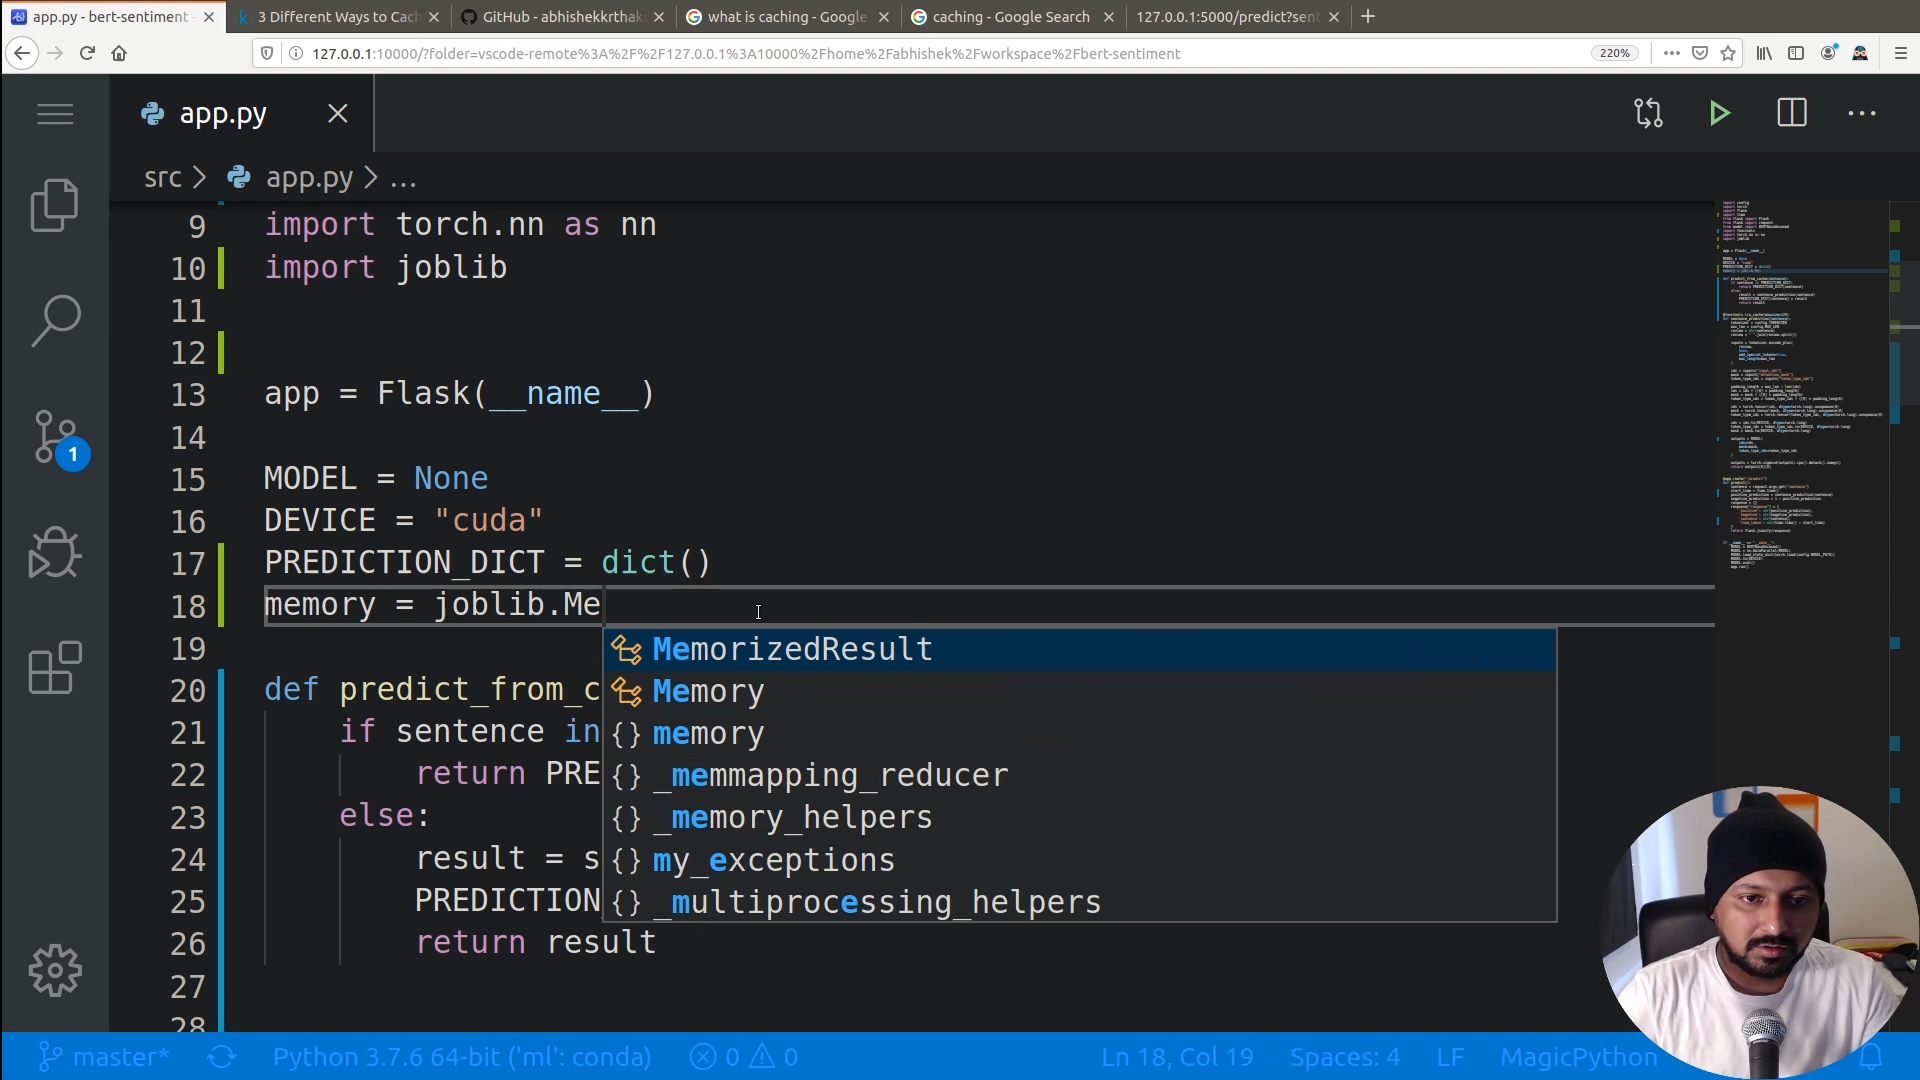 app.py - bert-sentiment -
3 Different Ways to Cach
GitHub - abhishekkrthaku
what is caching - Google
caching - Google Search
127.0.0.1:5000/predict?sent
127.0.0.1:10000/?folder=vscode-remote%3A%2F%2F127.0.0.1%3A10000%2Fhome%2Fabhishek%2Fworkspace%2Fbert-sentiment
220%
app.py
src > app.py > ...
9 import torch.nn as nn
10 import joblib
11
12
13 app = Flask(__name__)
14
15 MODEL = None
16 DEVICE = "cuda"
17 PREDICTION_DICT = dict()
18 memory = joblib.Me
19
20 def predict_from_c
21 if sentence in
22 return PRE
23 else:
24 result = s
25 PREDICTION_
26 return result
27
28
MemorizedResult
Memory
{} memory
{} _memmapping_reducer
{} _memory_helpers
{} my_exceptions
{} _multiprocessing_helpers
1
master*
Python 3.7.6 64-bit ('ml': conda)
0
0
Ln 18, Col 19
Spaces: 4
LF
MagicPython